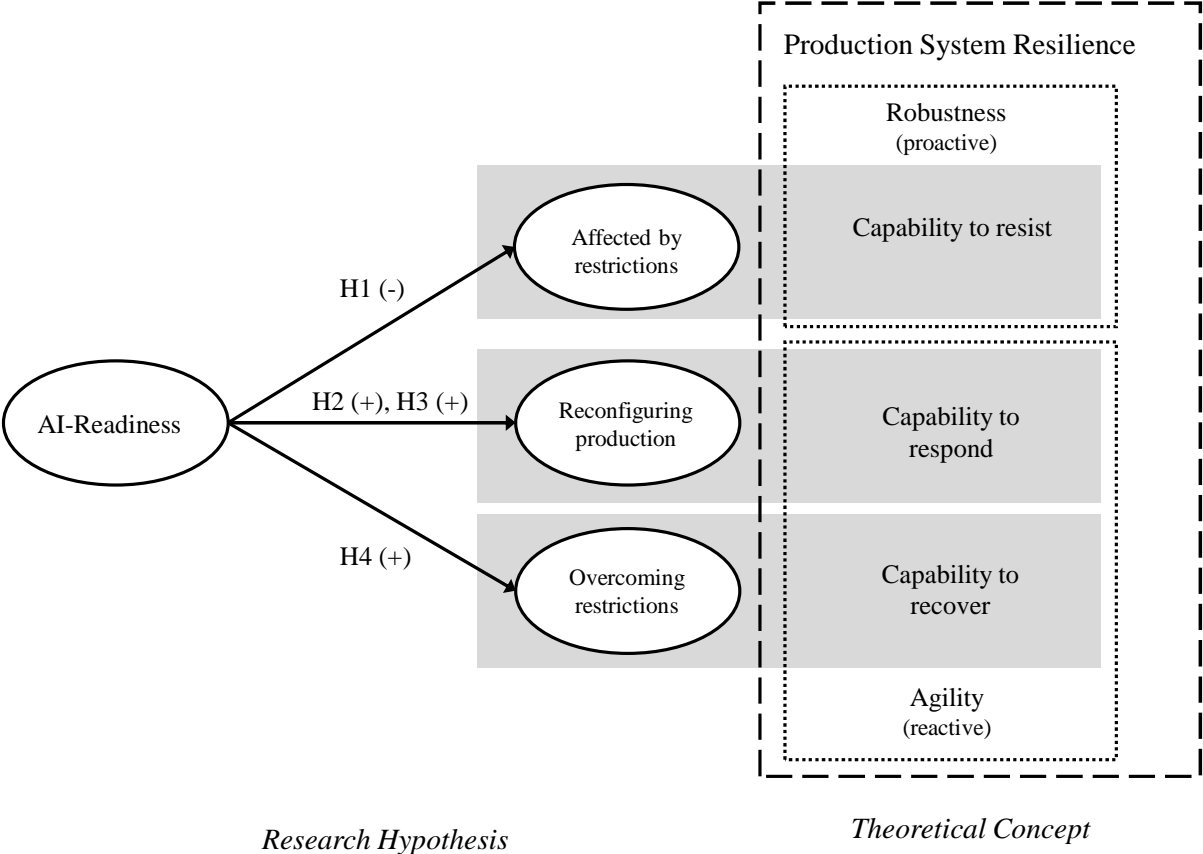 Production System Resilience
Robustness
(proactive)
Affected by
restrictions
Capability to resist
H1 (-)
AI-Readiness
H2 (+), H3 (+)
Reconfiguring
production
Capability to
respond
H4 (+)
Overcoming
restrictions
Capability to
recover
Agility
(reactive)
Research Hypothesis
Theoretical Concept